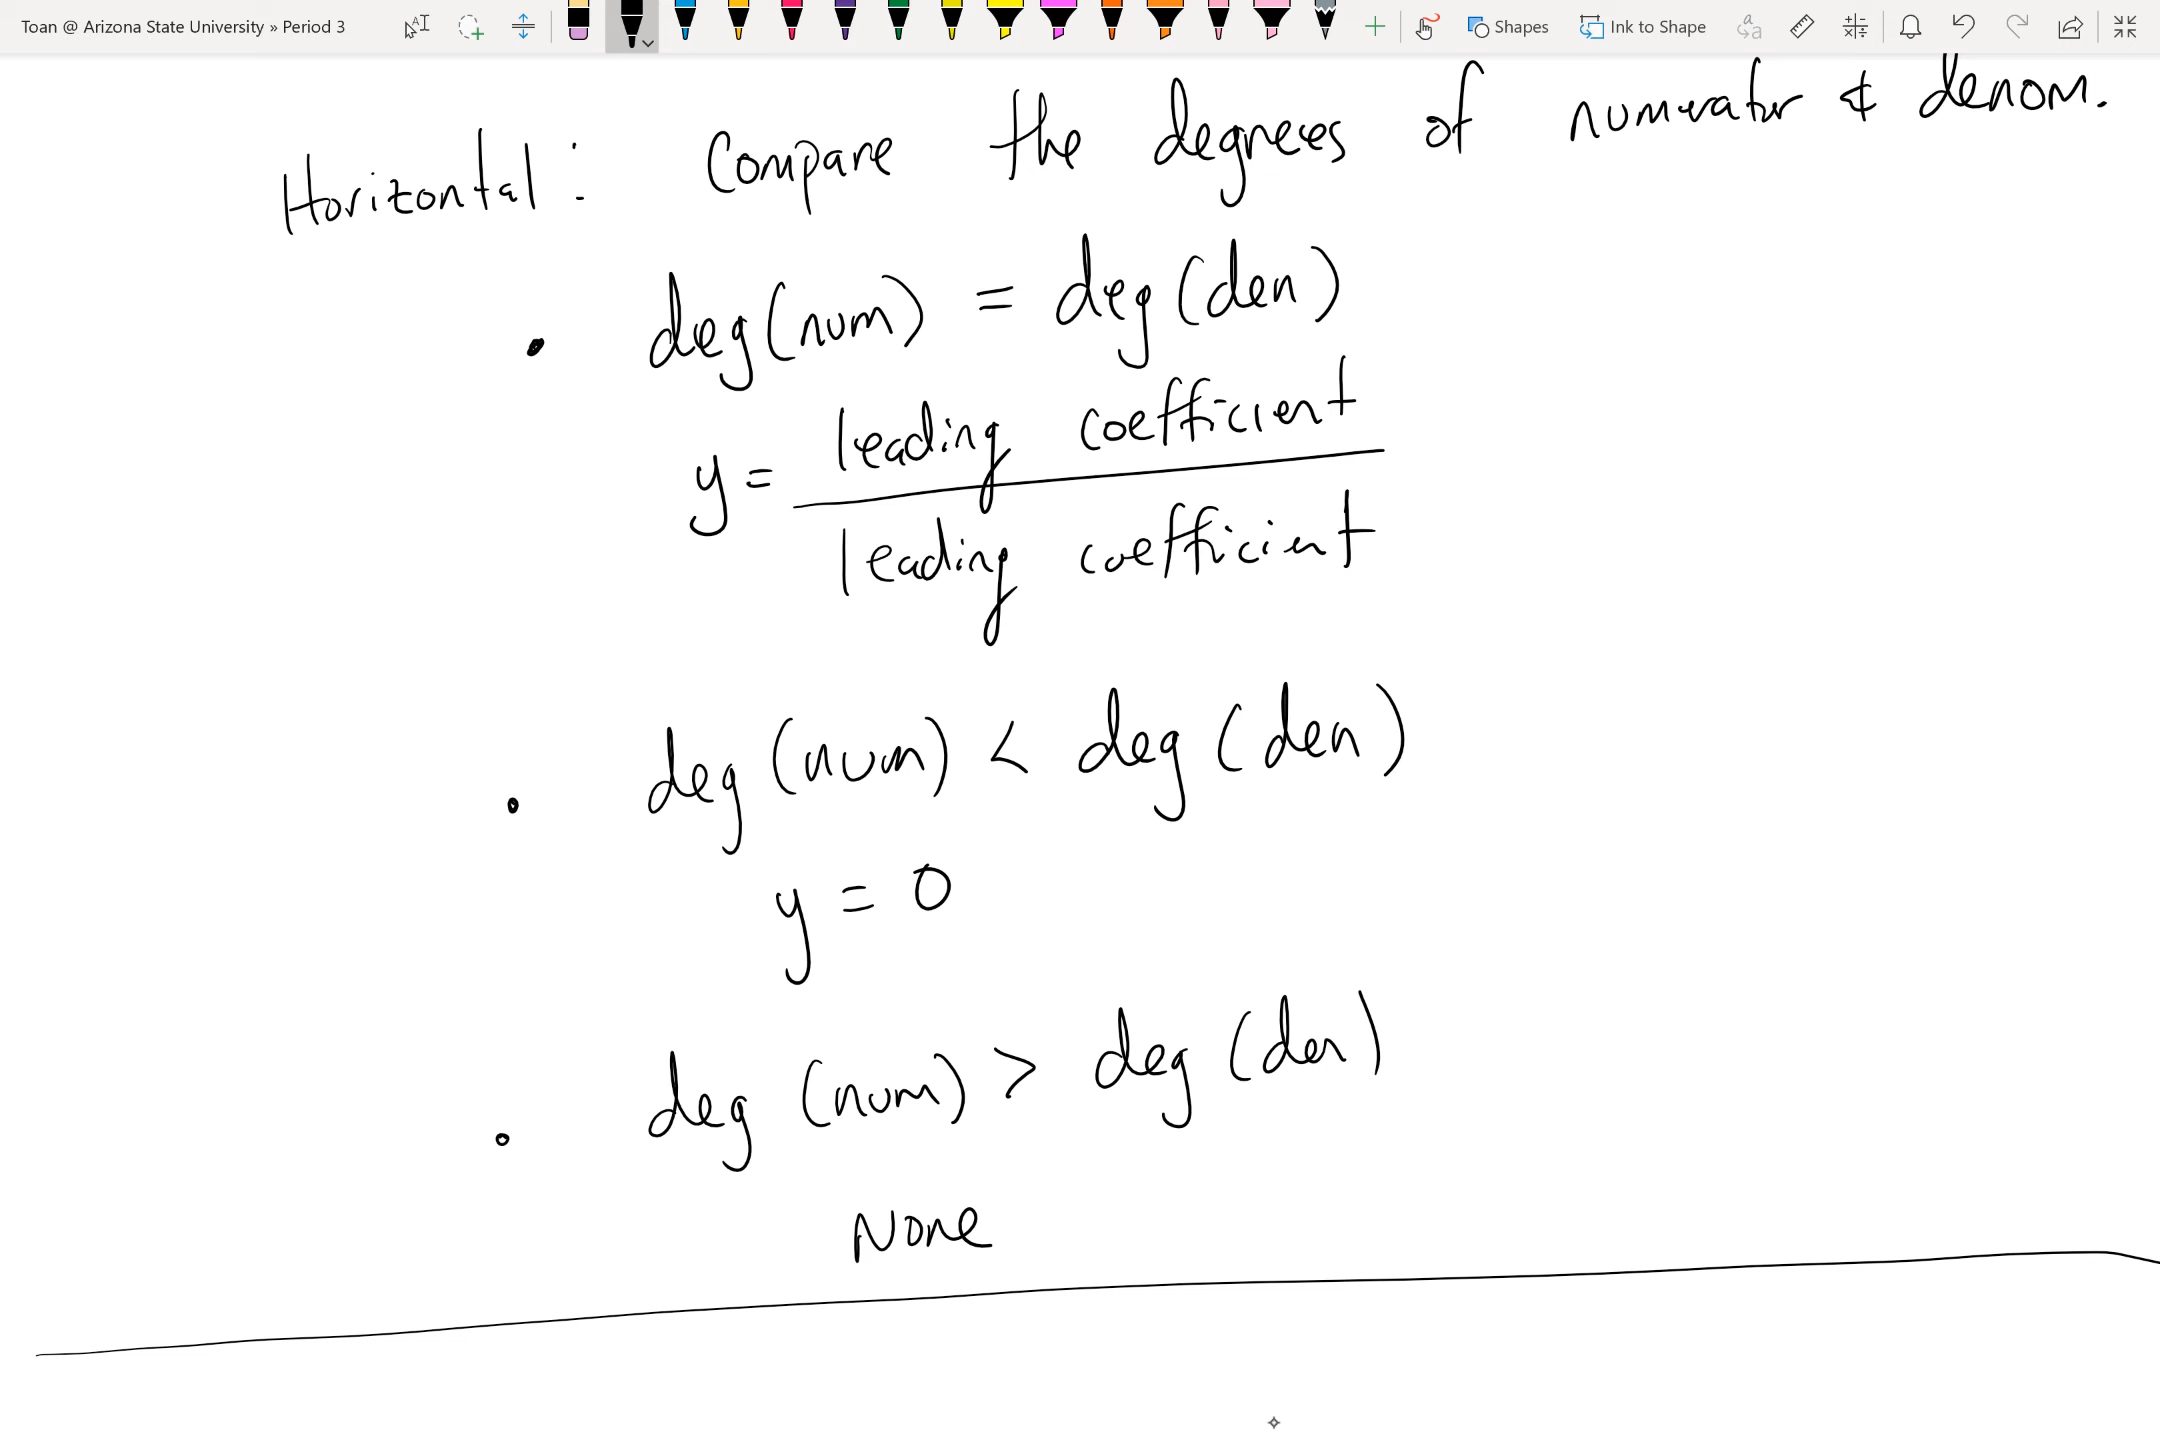 Toan @ Arizona State University » Period 3
Shapes
Ink to Shape
Horizontal: Compare the degrees of numerator & denom.
• deg(num) = deg(den)
y = leading coefficient
leading coefficient
• deg(num) < deg(den)
y = 0
• deg(num) > deg(den)
None